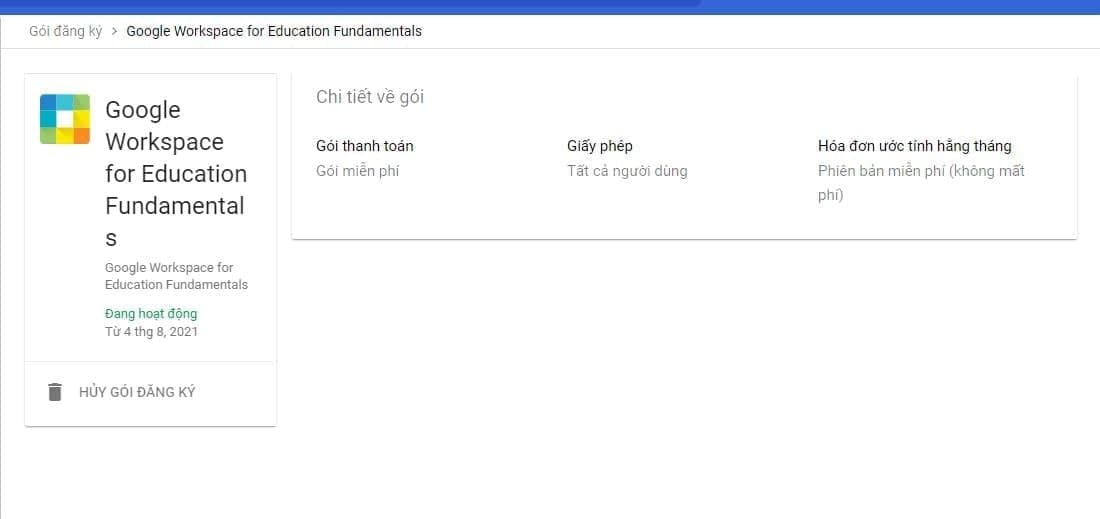 Gói đăng ký > Google Workspace for Education Fundamentals
Google
Workspace
for Education
Fundamental
s
Google Workspace for
Education Fundamentals
Đang hoạt động
Từ 4 thg 8, 2021
HỦY GÓI ĐĂNG KÝ
Chi tiết về gói
Gói thanh toán
Gói miễn phí
Giấy phép
Tất cả người dùng
Hóa đơn ước tính hằng tháng
Phiên bản miễn phí (không mất
phí)